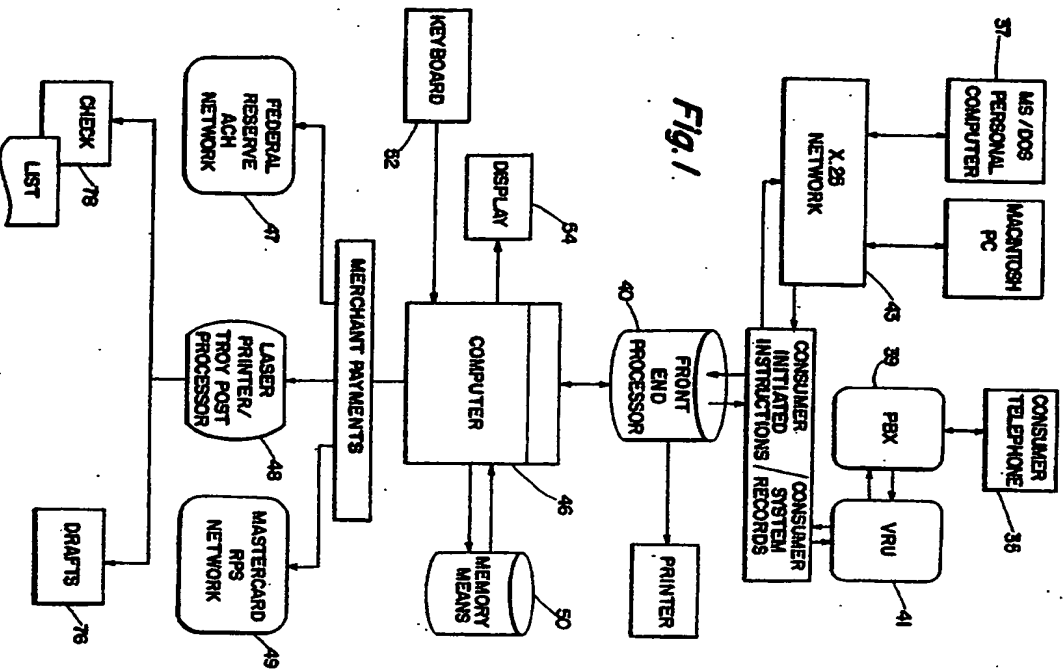 MS/DOS
PERSONAL
COMPUTER
37
MACINTOSH
PC
CONSUMER
TELEPHONE
X.25
NETWORK
PBX
39
VRU
41
Fig. 1
CONSUMER
INITIATED
INSTRUCTIONS
/
CONSUMER
SYSTEM
RECORDS
FRONT
END
PROCESSOR
40
PRINTER
KEYBOARD
52
DISPLAY
54
COMPUTER
46
MEMORY
MEANS
50
MERCHANT PAYMENTS
FEDERAL
RESERVE
ACH
NETWORK
47
LASER
PRINTER/
TROY POST
PROCESSOR
48
MASTERCARD
RPS
NETWORK
49
CHECK
78
LIST
DRAFTS
76